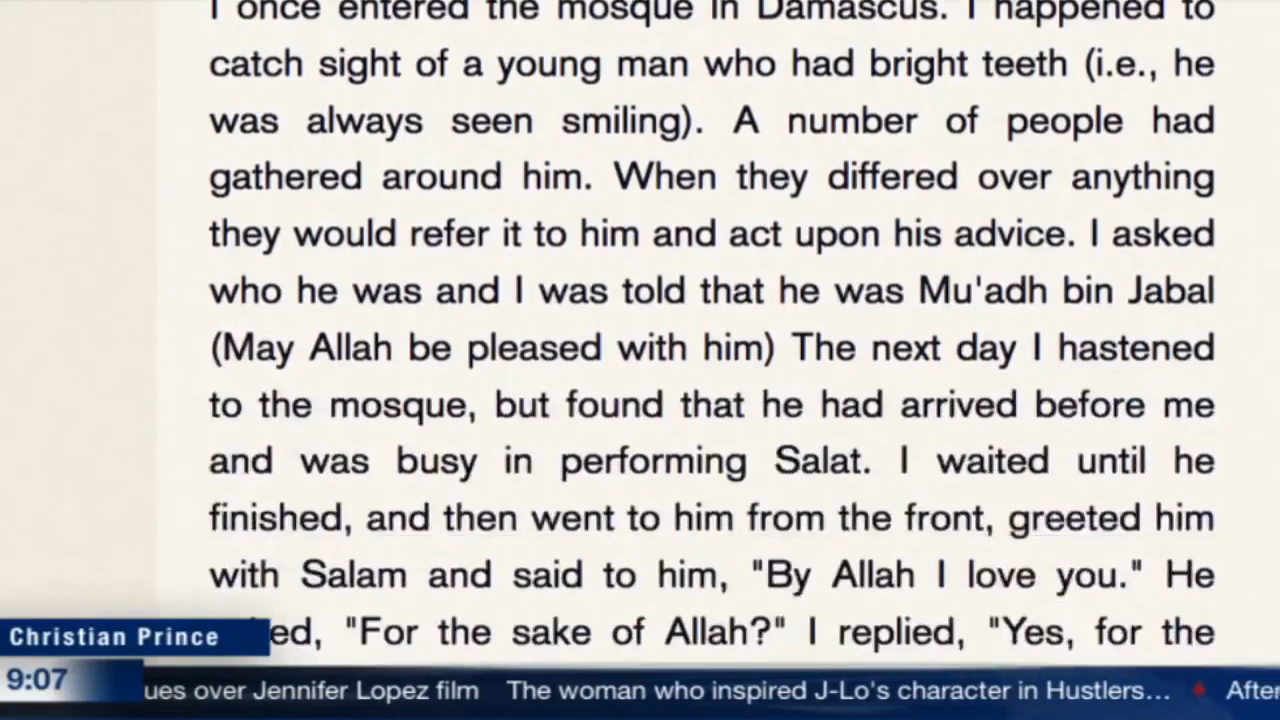 I once entered the mosque in Damascus. I happened to
catch sight of a young man who had bright teeth (i.e., he
was always seen smiling). A number of people had
gathered around him. When they differed over anything
they would refer it to him and act upon his advice. I asked
who he was and I was told that he was Mu'adh bin Jabal
(May Allah be pleased with him) The next day I hastened
to the mosque, but found that he had arrived before me
and was busy in performing Salat. I waited until he
finished, and then went to him from the front, greeted him
with Salam and said to him, "By Allah I love you." He
"For the sake of Allah?" I replied, "Yes, for the
Christian Prince
9:07
ues over Jennifer Lopez film The woman who inspired J-Lo's character in Hustlers... After